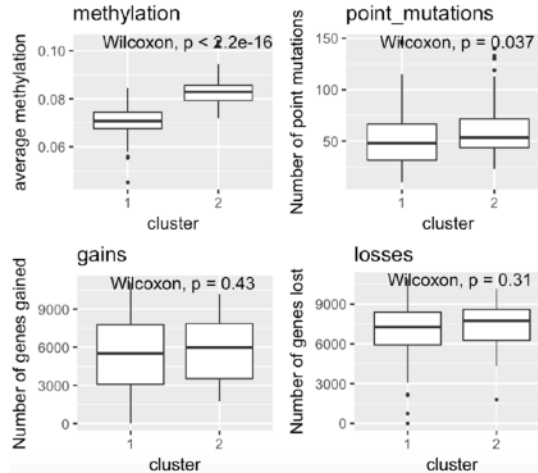 methylation
Wilcoxon, p < 2.2e-16
average methylation
0.10
0.08
0.06
1
2
cluster
point_mutations
Wilcoxon, p = 0.037
Number of point mutations
150
100
50
1
2
cluster
gains
Wilcoxon, p = 0.43
Number of genes gained
9000
6000
3000
0
1
2
cluster
losses
Wilcoxon, p = 0.31
Number of genes lost
9000
6000
3000
0
1
2
cluster